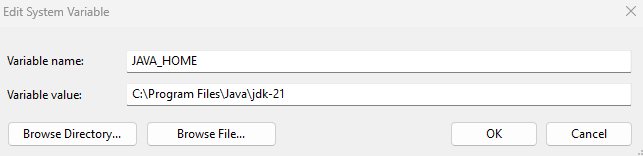 Edit System Variable
Variable name: JAVA_HOME
Variable value: C:\Program Files\Java\jdk-21
Browse Directory... Browse File... OK Cancel